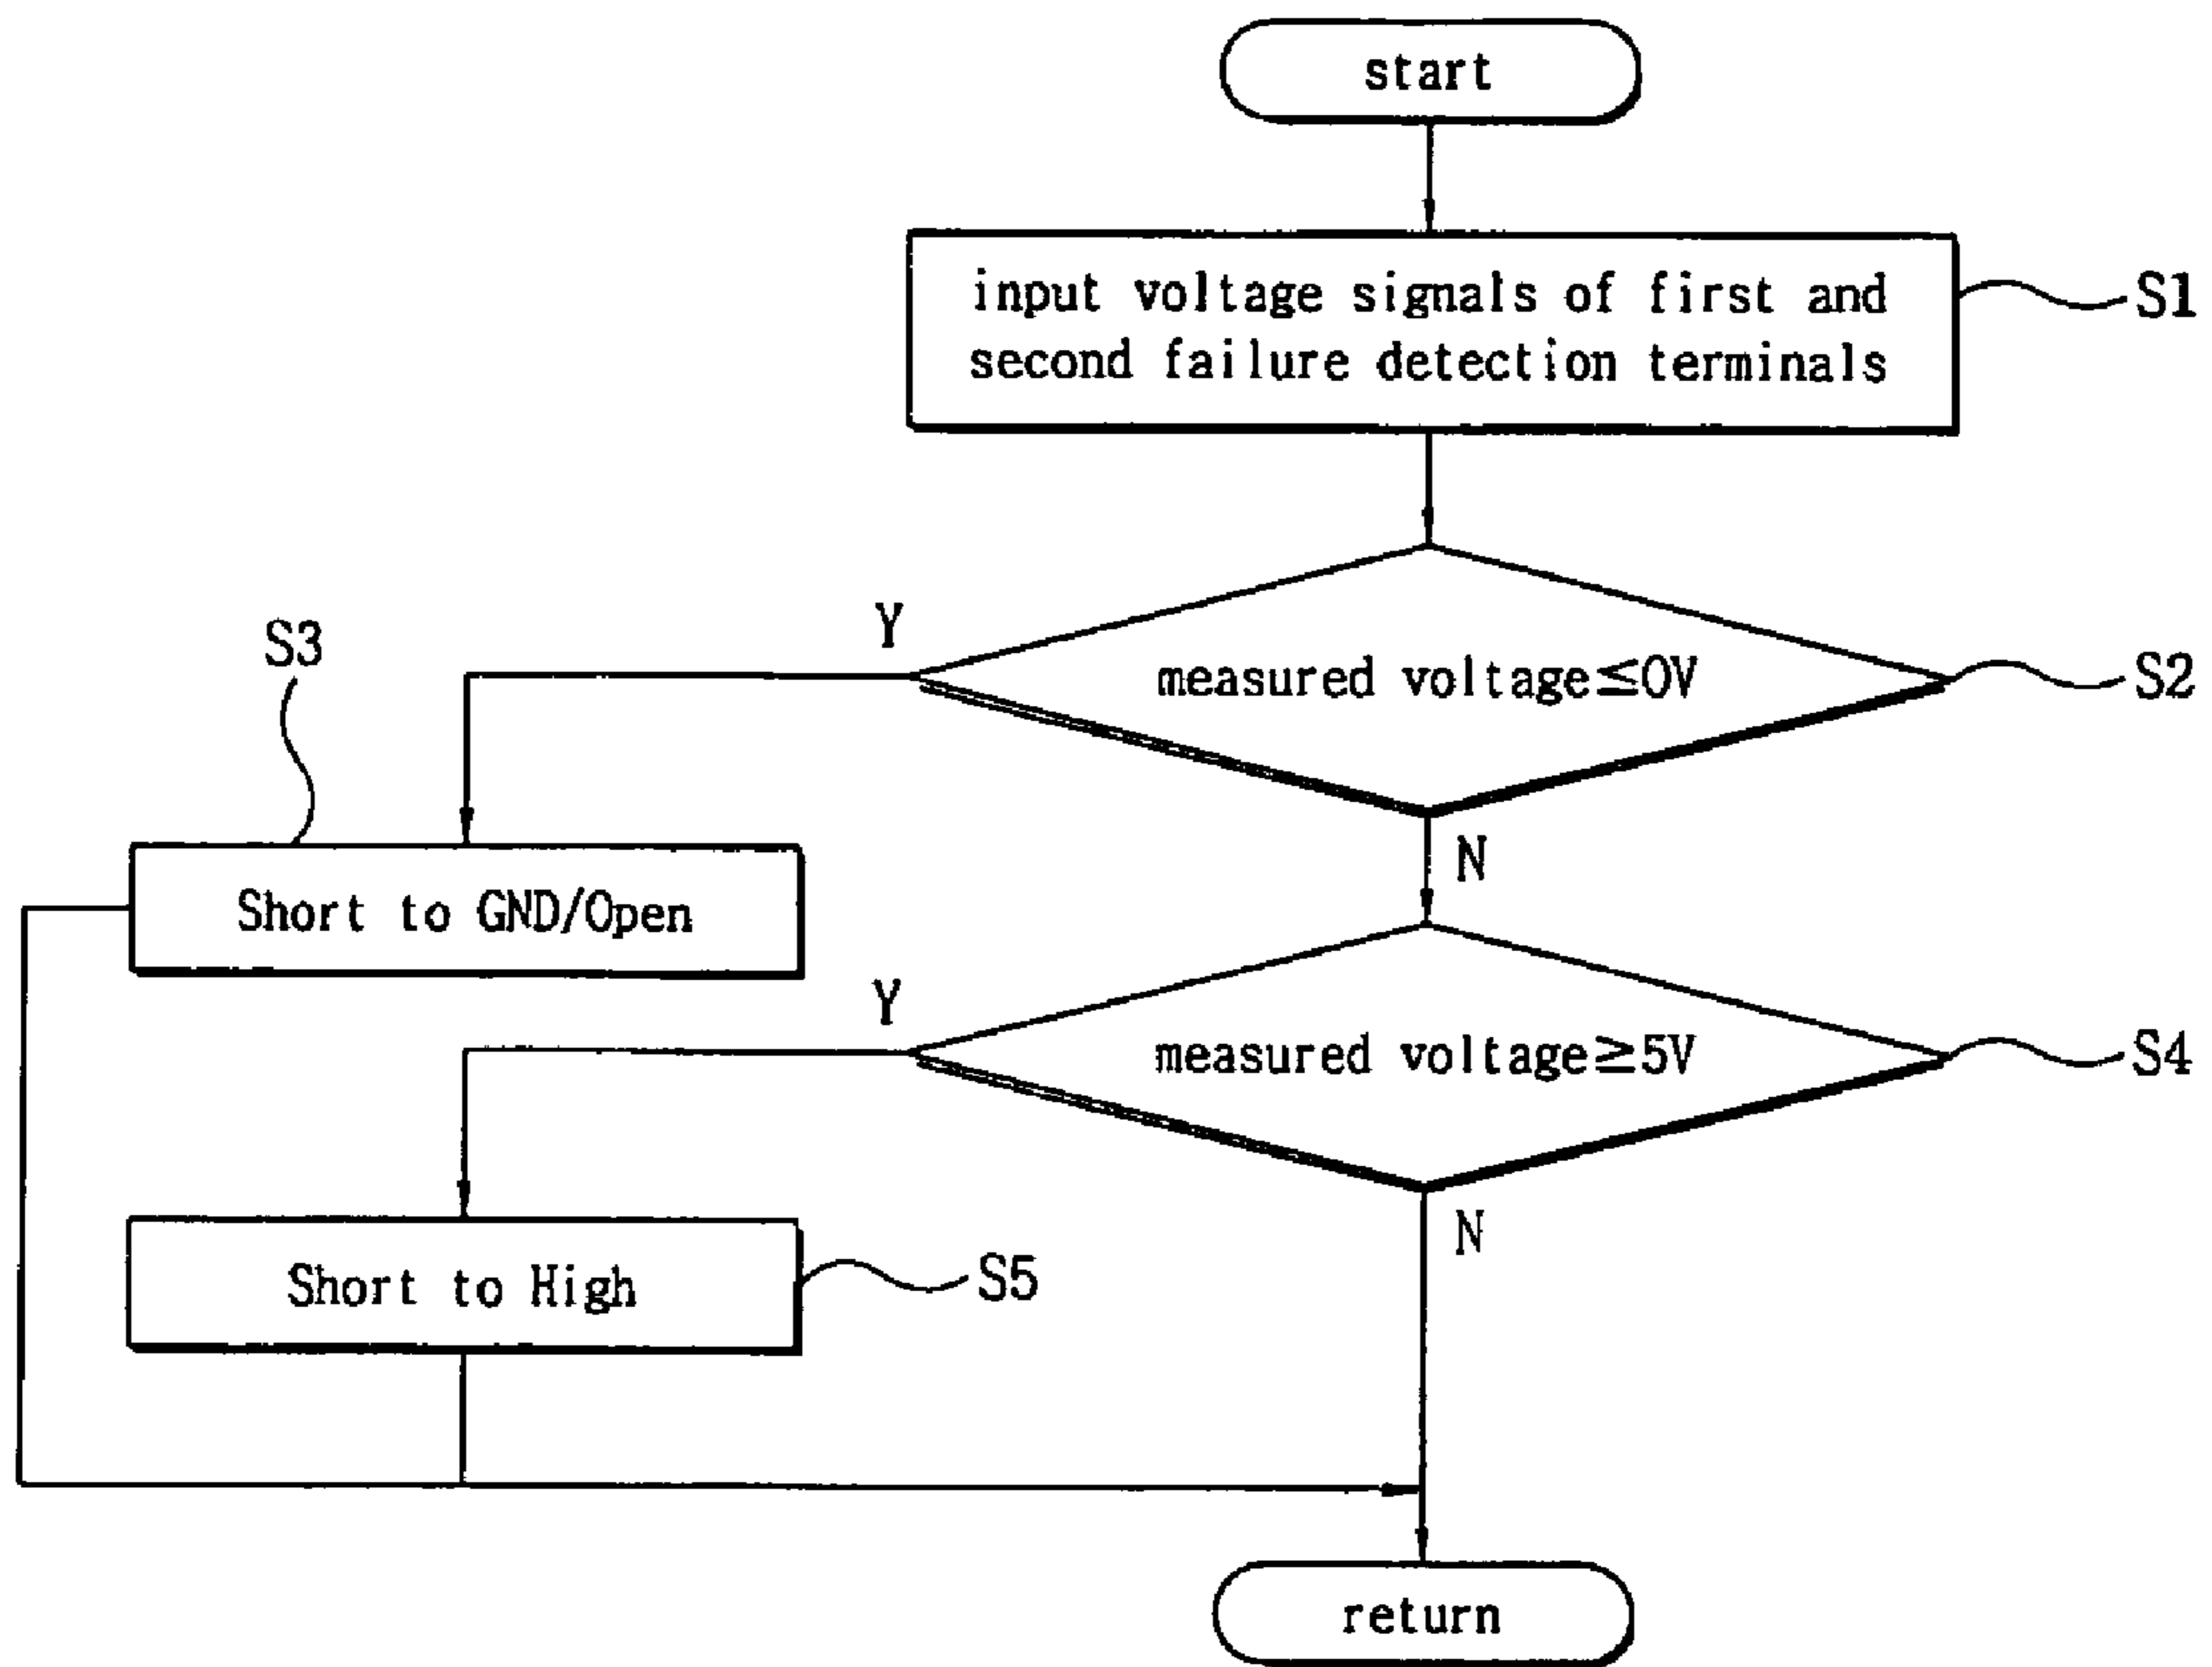 start
input voltage signals of first and
second failure detection terminals
S1
Y
measured voltage≤0V
S2
S3
N
Short to GND/Open
Y
measured voltage≥5V
S4
N
Short to High
S5
return